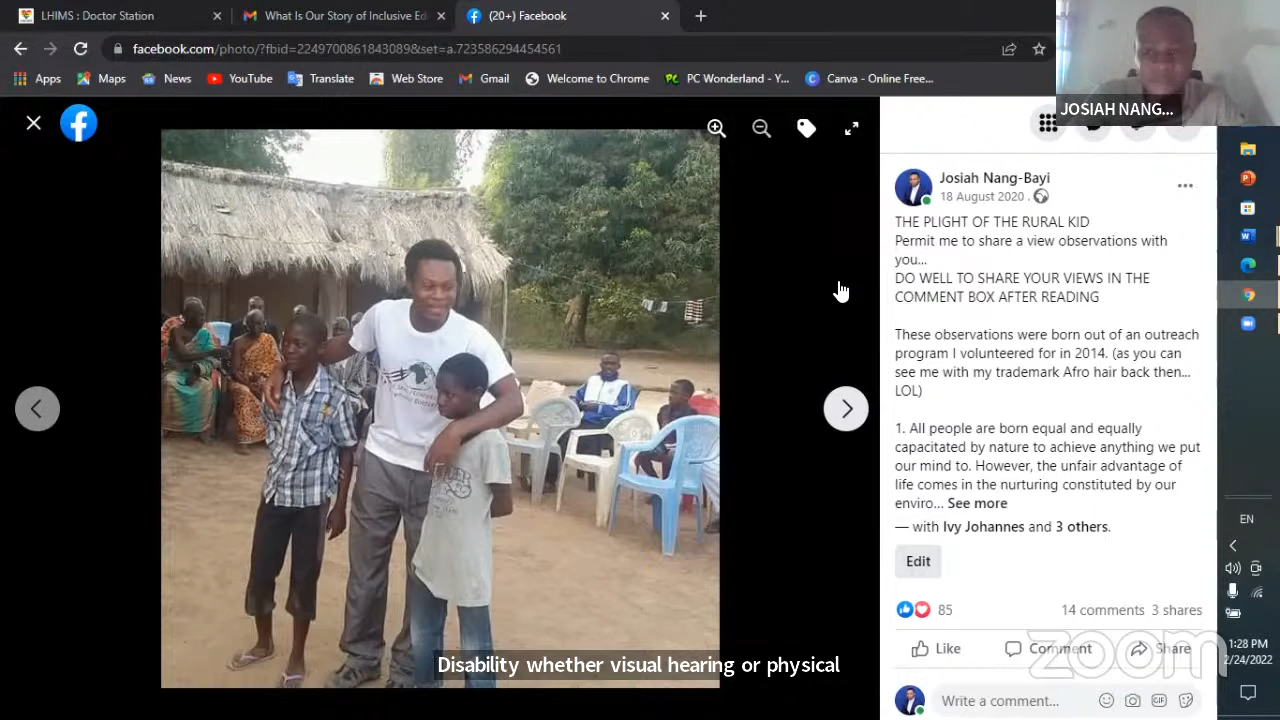 LHIMS : Doctor Station
What Is Our Story of Inclusive Ed
(20+) Facebook
facebook.com/photo/?fbid=22497008618430898&set=a.723586294454561
Apps
Maps
News
YouTube
Translate
Web Store
Gmail
Welcome to Chrome
PC Wonderland - Y...
Canva - Online Free...
JOSIAH NANG...
Josiah Nang-Bayi
18 August 2020 .
THE PLIGHT OF THE RURAL KID
Permit me to share a view observations with
you...
DO WELL TO SHARE YOUR VIEWS IN THE
COMMENT BOX AFTER READING
These observations were born out of an outreach
program I volunteered for in 2014. (as you can
see me with my trademark Afro hair back then...
LOL)
1. All people are born equal and equally
capacitated by nature to achieve anything we put
our mind to. However, the unfair advantage of
life comes in the nurturing constituted by our
enviro... See more
— with Ivy Johannes and 3 others.
Edit
85
14 comments 3 shares
Like
Comment
Share
zoom
Write a comment...
GIF
Disability whether visual hearing or physical
EN
1:28 PM
2/24/2022